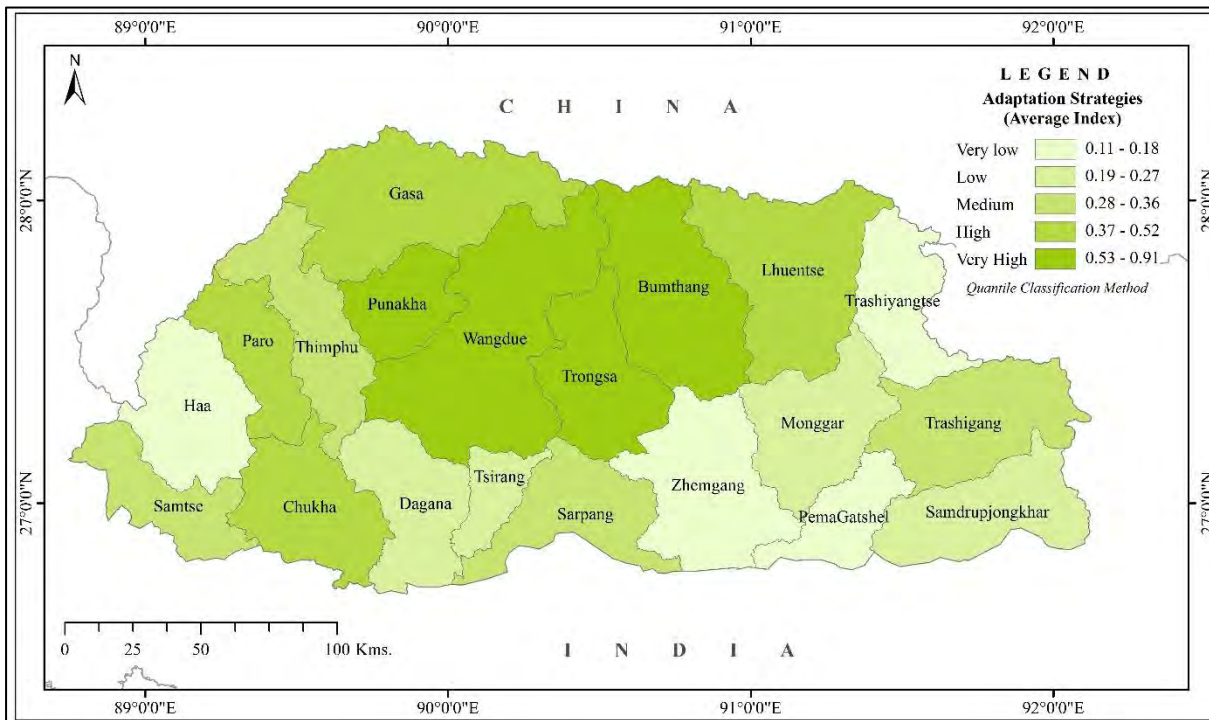 89°0'0"E 90°0'0"E 91°0'0"E 92°0'0"E
N
C H I N A
L E G E N D
Adaptation Strategies
(Average Index)
Very low 0.11 - 0.18
Low 0.19 - 0.27
Medium 0.28 - 0.36
High 0.37 - 0.52
Very High 0.53 - 0.91
Quantile Classification Method
28°0'0"N 28°0'0"N
Gasa
Punakha
Wangdue
Bumthang
Lhuentse
Trashiyangtse
Paro
Thimphu
Trongsa
Haa
Monggar
Trashigang
Samtse
Chukha
Dagana
Tsirang
Sarpang
Zhemgang
PemaGatshel
Samdrupjongkhar
27°0'0"N 27°0'0"N
0 25 50 100 Kms.
I N D I A
89°0'0"E 90°0'0"E 91°0'0"E 92°0'0"E